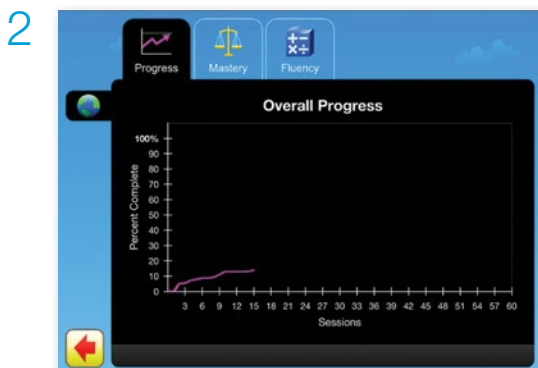 2
Progress Mastery Fluency
Overall Progress
100%
90
80
70
60
50
40
30
20
10
0
Percent Complete
3 6 9 12 15 18 21 24 27 30 33 36 39 42 45 48 51 54 57 60
Sessions